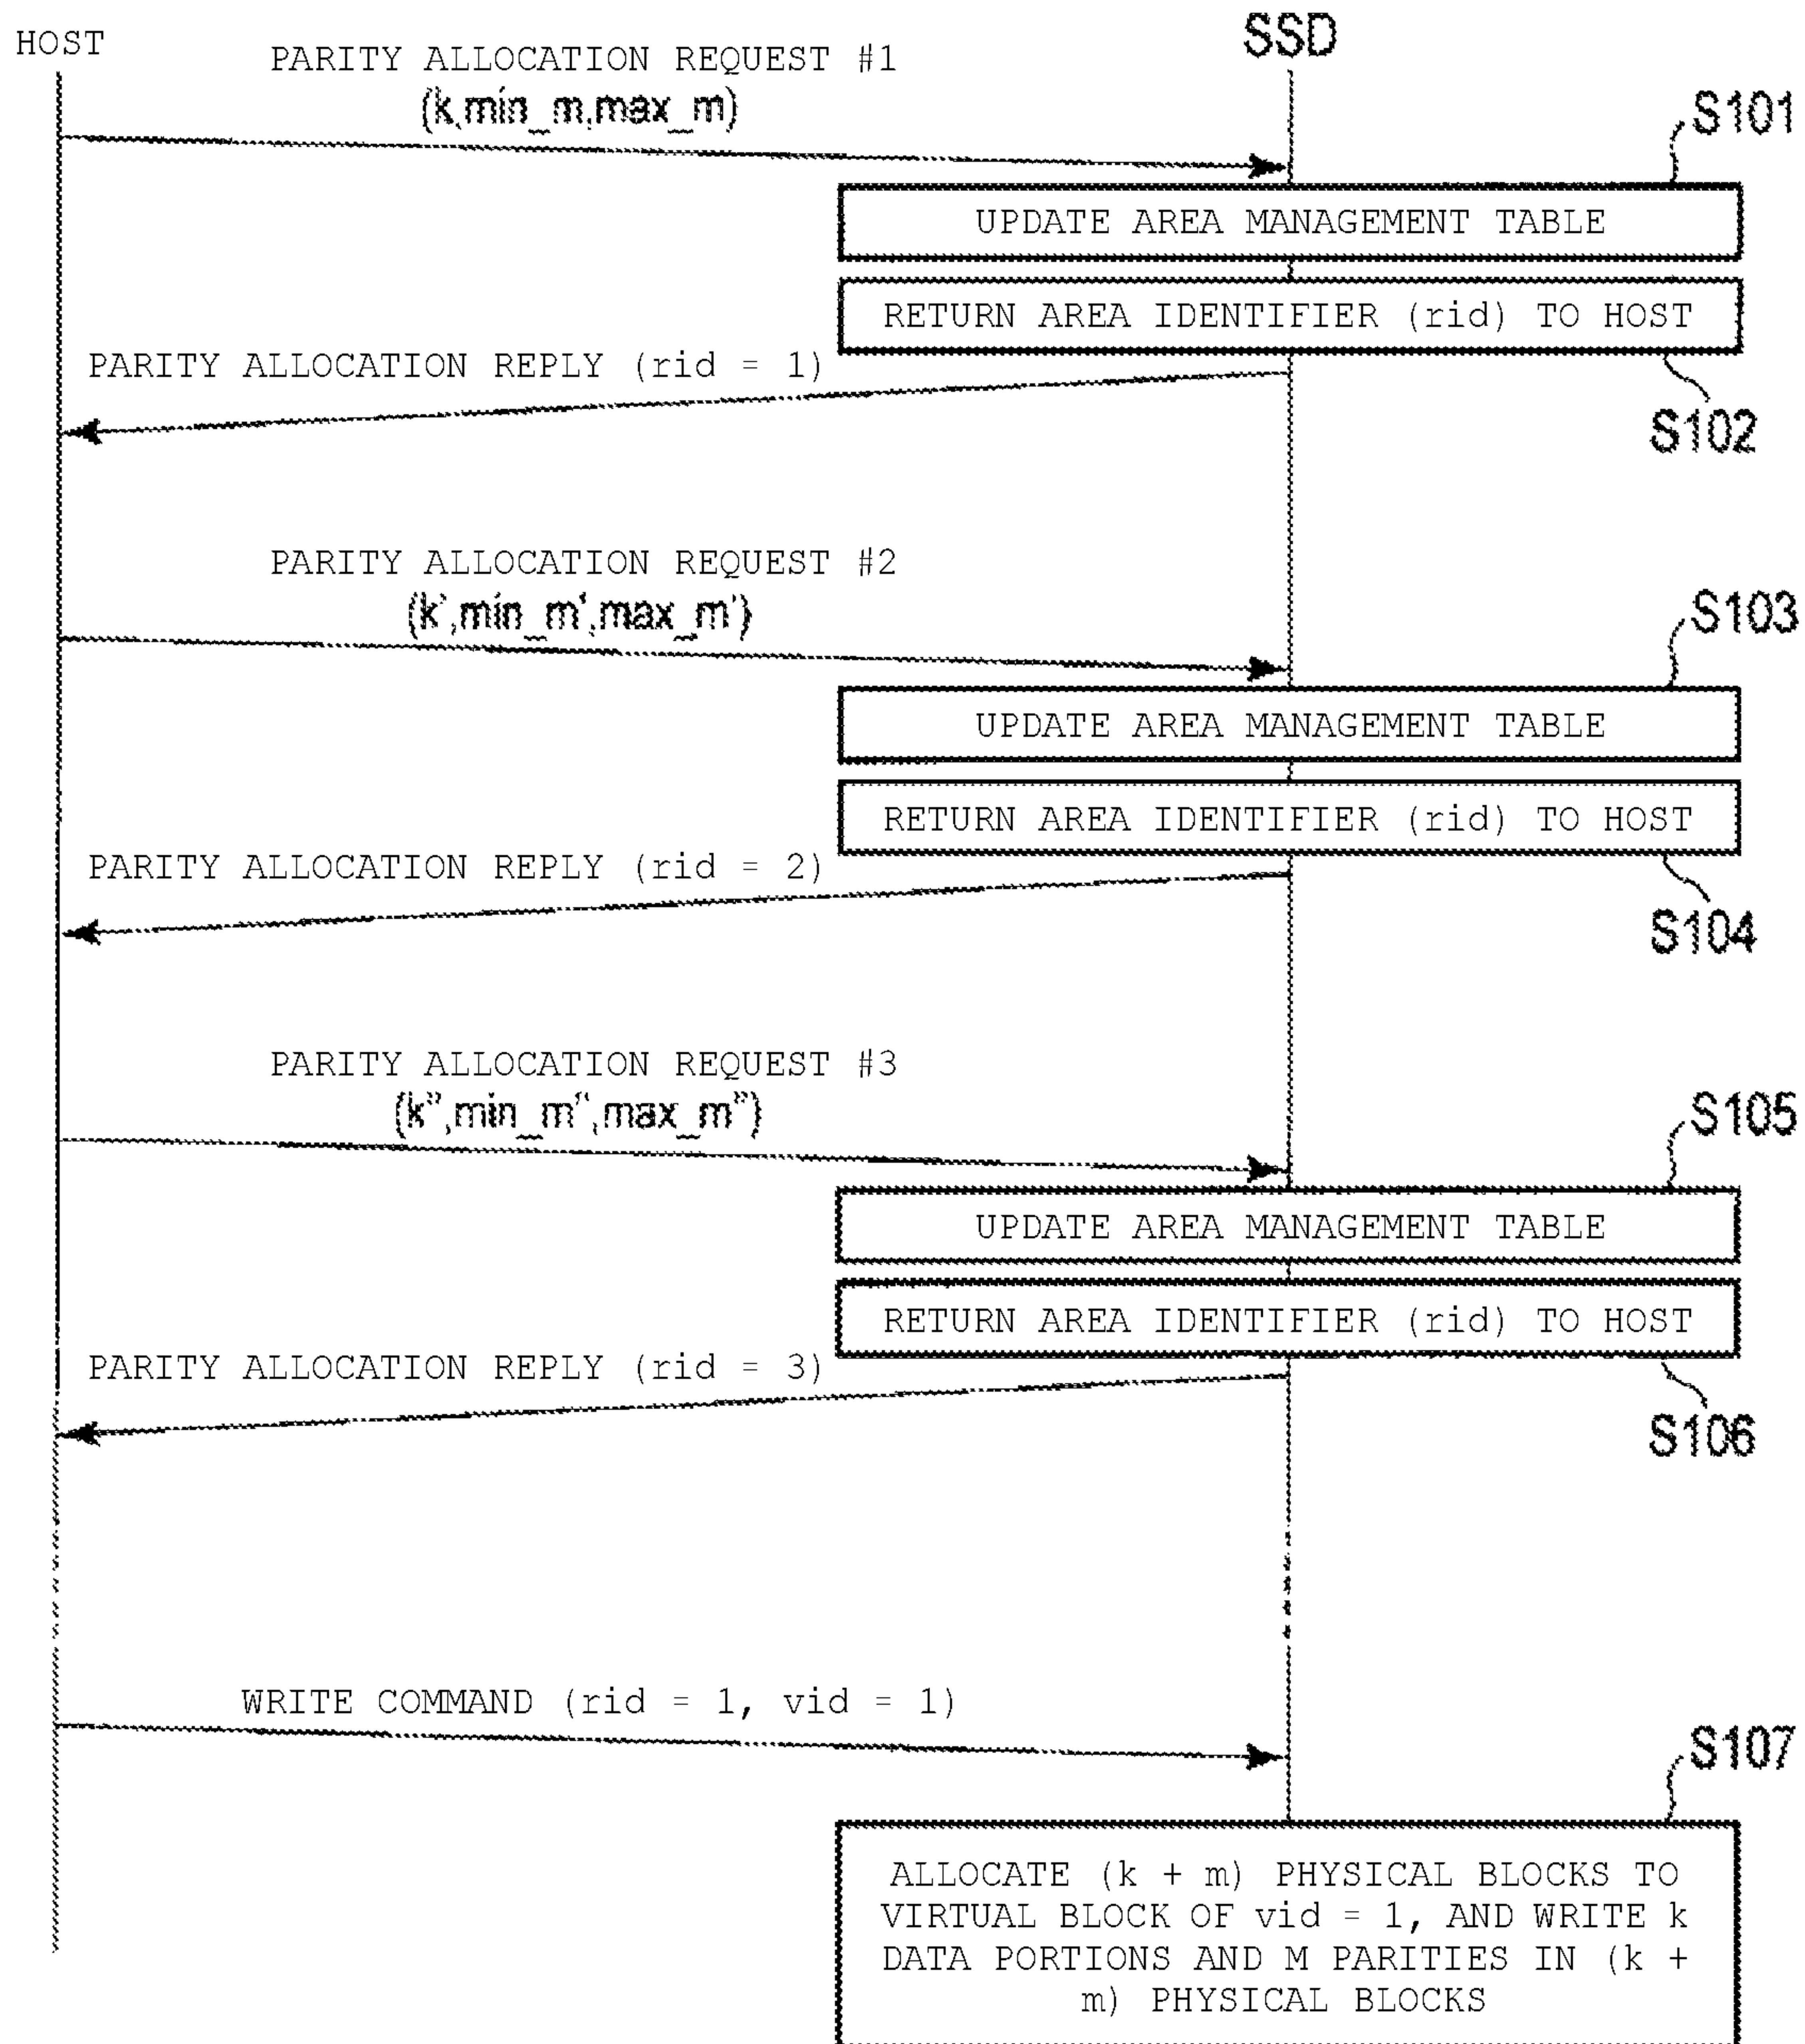 HOST
SSD
PARITY ALLOCATION REQUEST #1
(k,min_m,max_m)
S101
UPDATE AREA MANAGEMENT TABLE
RETURN AREA IDENTIFIER (rid) TO HOST
PARITY ALLOCATION REPLY (rid = 1)
S102
PARITY ALLOCATION REQUEST #2
(k',min_m',max_m')
S103
UPDATE AREA MANAGEMENT TABLE
RETURN AREA IDENTIFIER (rid) TO HOST
PARITY ALLOCATION REPLY (rid = 2)
S104
PARITY ALLOCATION REQUEST #3
(k”,min_m“,max_m”)
S105
UPDATE AREA MANAGEMENT TABLE
RETURN AREA IDENTIFIER (rid) TO HOST
PARITY ALLOCATION REPLY (rid = 3)
S106
WRITE COMMAND (rid = 1, vid = 1)
S107
ALLOCATE (k + m) PHYSICAL BLOCKS TO
VIRTUAL BLOCK OF vid = 1, AND WRITE k
DATA PORTIONS AND M PARITIES IN (k +
m) PHYSICAL BLOCKS